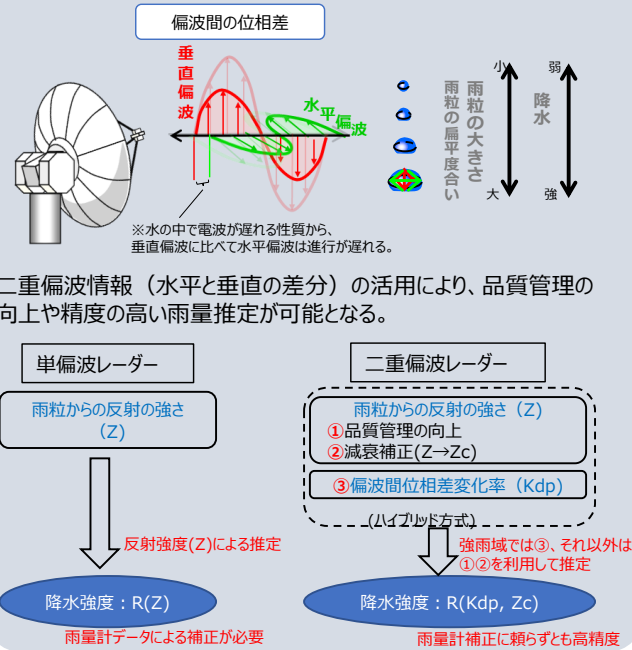 偏波間の位相差
垂直偏波
水平偏波
雨粒の大きさ
雨粒の扁平度合い
小
大
降水
弱
強
※水の中で電波が遅れる性質から、
垂直偏波に比べて水平偏波は進行が遅れる。
二重偏波情報（水平と垂直の差分）の活用により、品質管理の
向上や精度の高い雨量推定が可能となる。
単偏波レーダー
雨粒からの反射の強さ
（Z）
反射強度(Z)による推定
降水強度：R(Z)
雨量計データによる補正が必要
二重偏波レーダー
雨粒からの反射の強さ（Z）
①品質管理の向上
②減衰補正(Z→Zc)
③偏波間位相差変化率（Kdp)
(ハイブリッド方式)
強雨域では③、それ以外は
①②を利用して推定
降水強度：R(Kdp, Zc)
雨量計補正に頼らずとも高精度